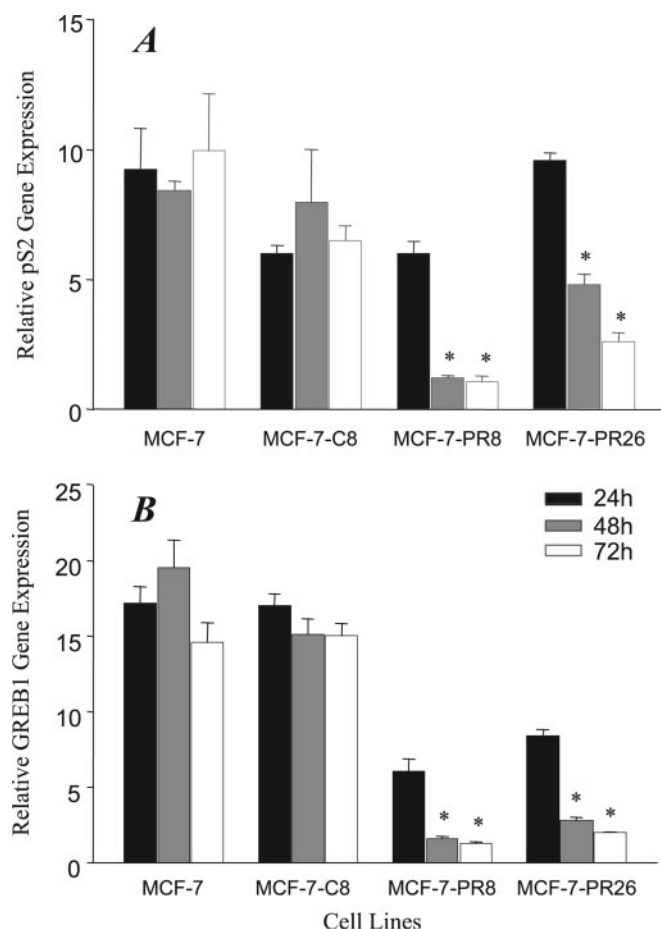 A
Relative pS2 Gene Expression
15
10
5
0
* * * *
MCF-7 MCF-7-C8 MCF-7-PR8 MCF-7-PR26
B
Relative GREB1 Gene Expression
25
20
15
10
5
0
24h
48h
72h
* * * *
MCF-7 MCF-7-C8 MCF-7-PR8 MCF-7-PR26
Cell Lines